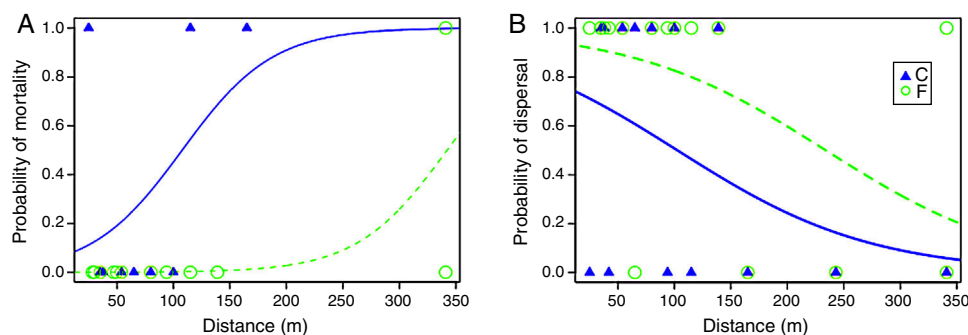 A
Probability of mortality
1.0
0.8
0.6
0.4
0.2
0.0
50 100 150 200 250 300 350
Distance (m)
B
Probability of dispersal
1.0
0.8
0.6
0.4
0.2
0.0
C
F
50 100 150 200 250 300 350
Distance (m)